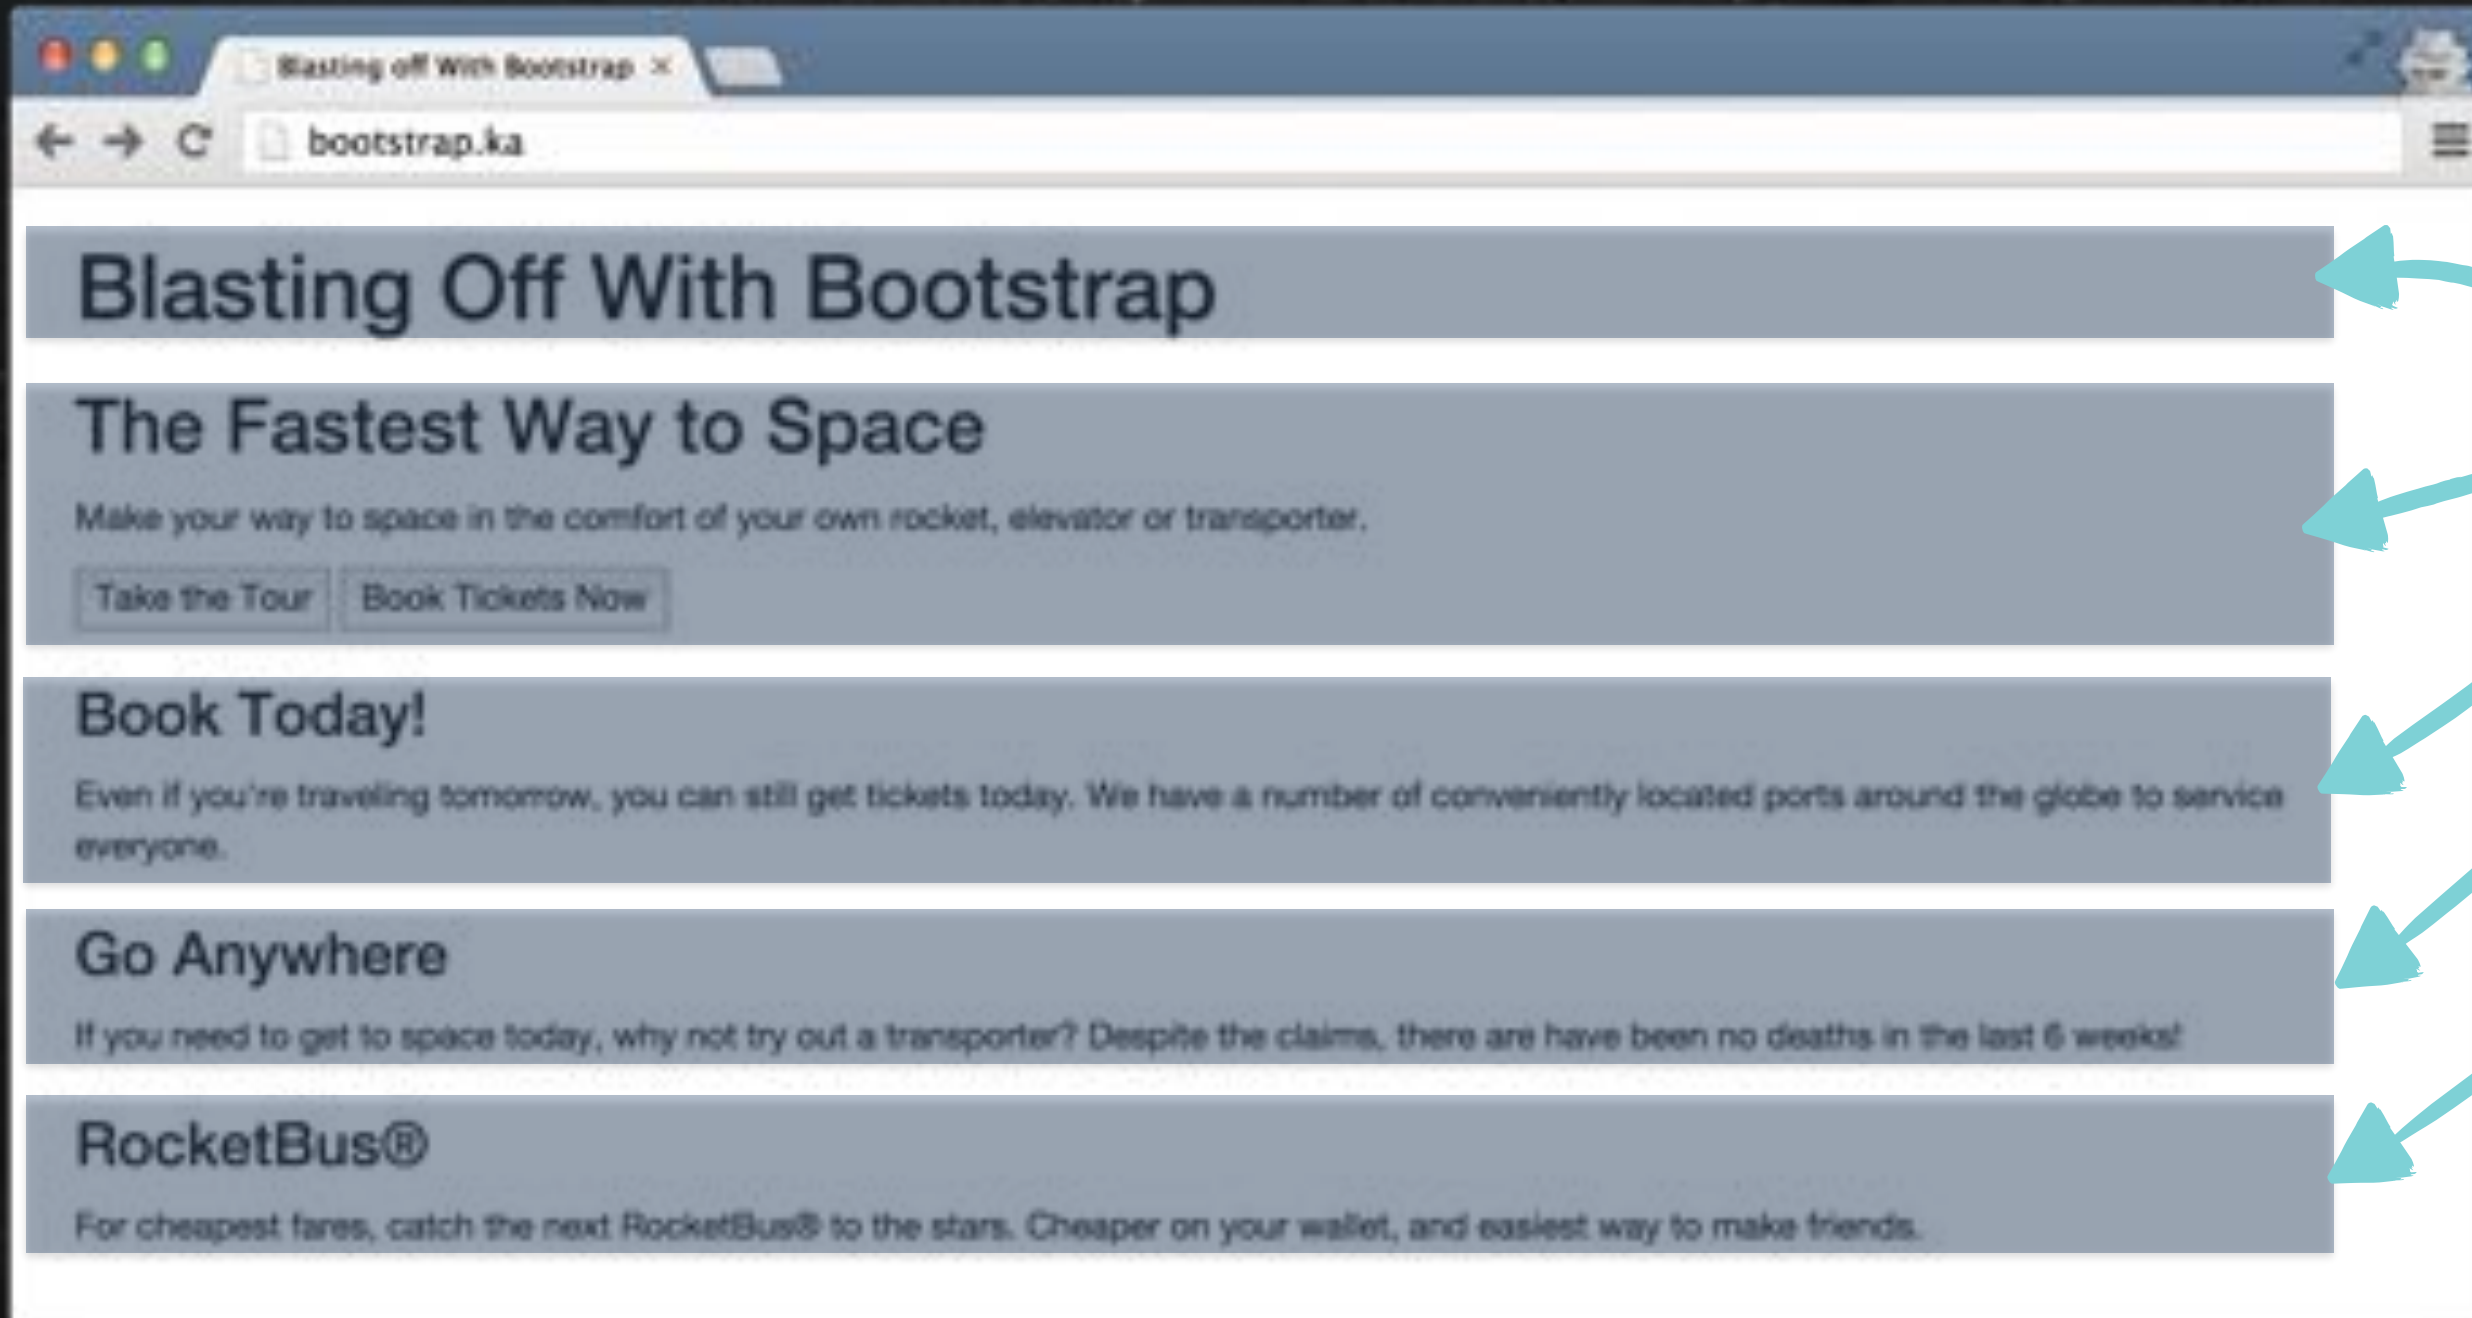 Blasting off With Bootstrap
bootstrap.ka
Blasting Off With Bootstrap
The Fastest Way to Space
Make your way to space in the comfort of your own rocket, elevator or transporter.
Take the Tour Book Tickets Now
Book Today!
Even if you're traveling tomorrow, you can still get tickets today. We have a number of conveniently located ports around the globe to service
everyone.
Go Anywhere
If you need to get to space today, why not try out a transporter? Despite the claims, there are have been no deaths in the last 6 weeks!
RocketBus®
For cheapest fares, catch the next RocketBus® to the stars. Cheaper on your wallet, and easiest way to make friends.